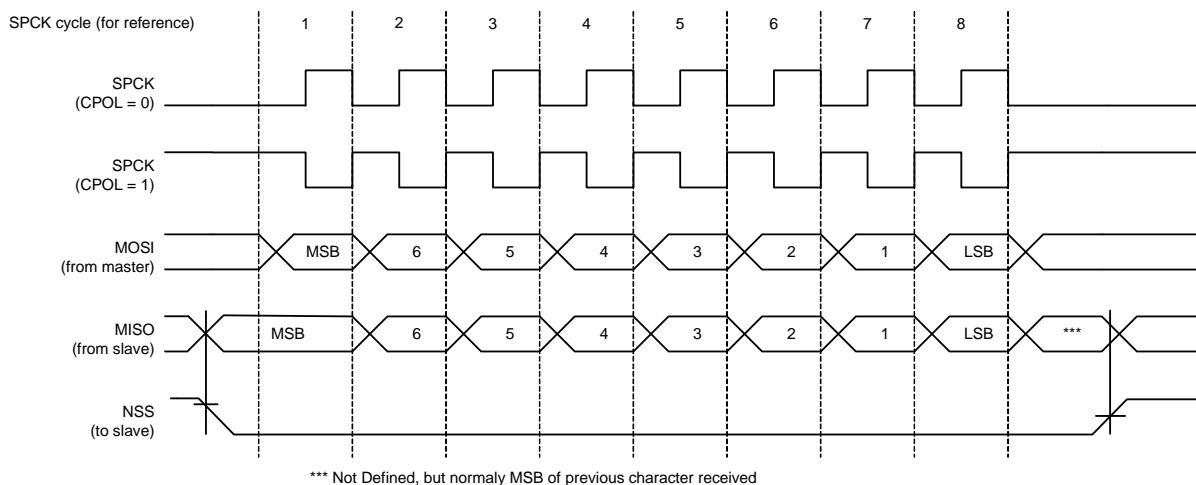 SPCK cycle (for reference) 1 2 3 4 5 6 7 8
SPCK
(CPOL = 0)
SPCK
(CPOL = 1)
MOSI
(from master)
MSB 6 5 4 3 2 1 LSB
MISO
(from slave)
MSB 6 5 4 3 2 1 LSB ***
NSS
(to slave)
*** Not Defined, but normaly MSB of previous character received